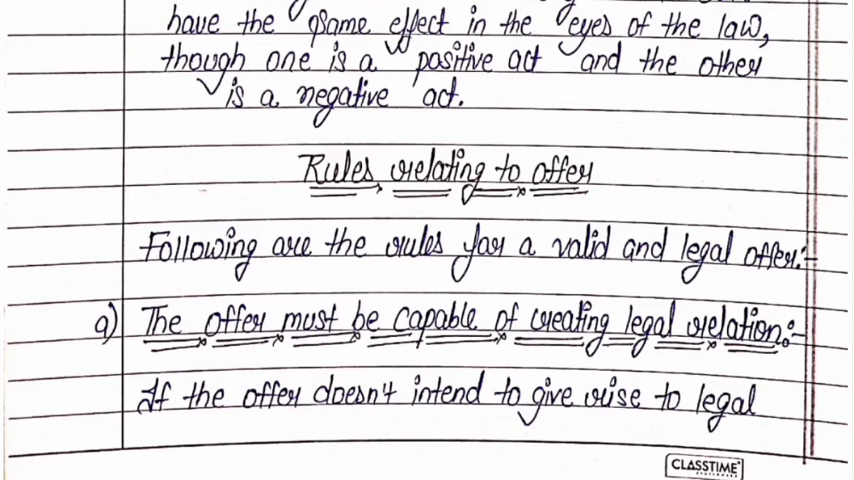 have the same effect in the eyes of the law,
though one is a positive act and the other
is a negative act.
Rules relating to offer
Following are the rules for a valid and legal offer:-
a) The offer must be capable of creating legal relation:-
If the offer doesn't intend to give rise to legal
CLASSTIME